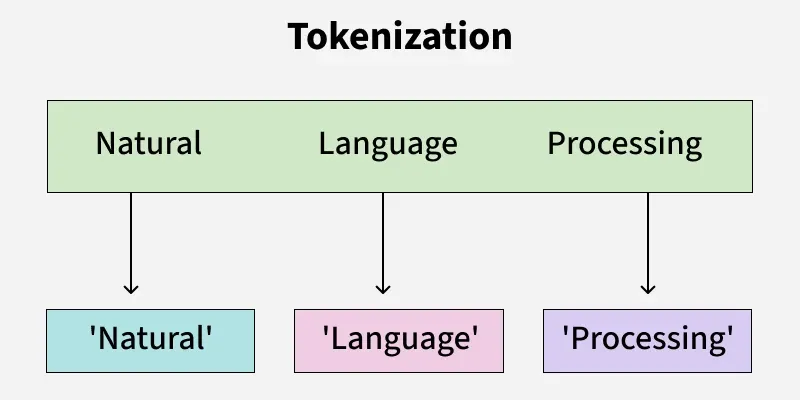 Tokenization
Natural Language Processing
'Natural' 'Language' 'Processing'